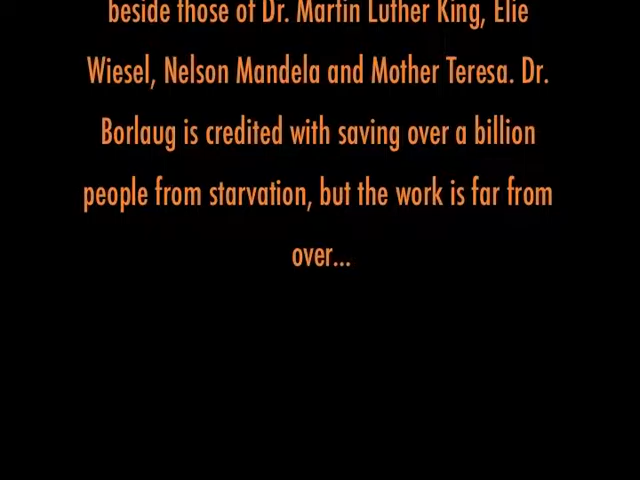 beside those of Dr. Martin Luther King, Elie
Wiesel, Nelson Mandela and Mother Teresa. Dr.
Borlaug is credited with saving over a billion
people from starvation, but the work is far from
over...